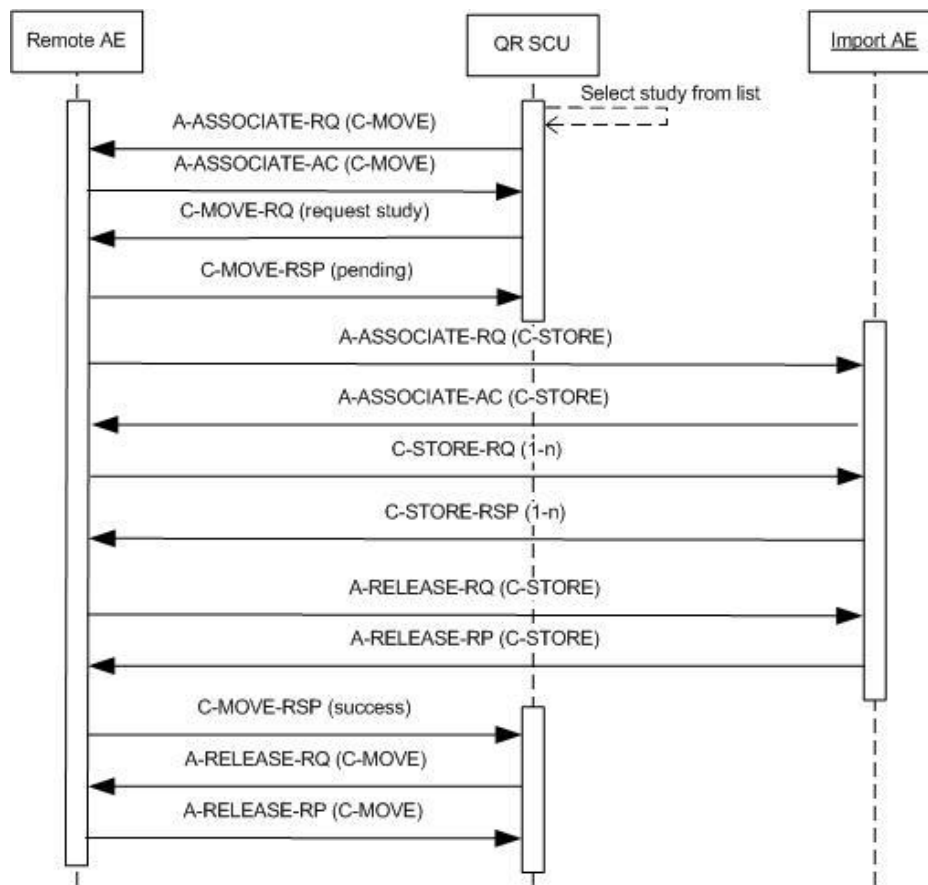 Remote AE
QR SCU
Import AE
Select study from list
A-ASSOCIATE-RQ (C-MOVE)
A-ASSOCIATE-AC (C-MOVE)
C-MOVE-RQ (request study)
C-MOVE-RSP (pending)
A-ASSOCIATE-RQ (C-STORE)
A-ASSOCIATE-AC (C-STORE)
C-STORE-RQ (1-n)
C-STORE-RSP (1-n)
A-RELEASE-RQ (C-STORE)
A-RELEASE-RP (C-STORE)
C-MOVE-RSP (success)
A-RELEASE-RQ (C-MOVE)
A-RELEASE-RP (C-MOVE)